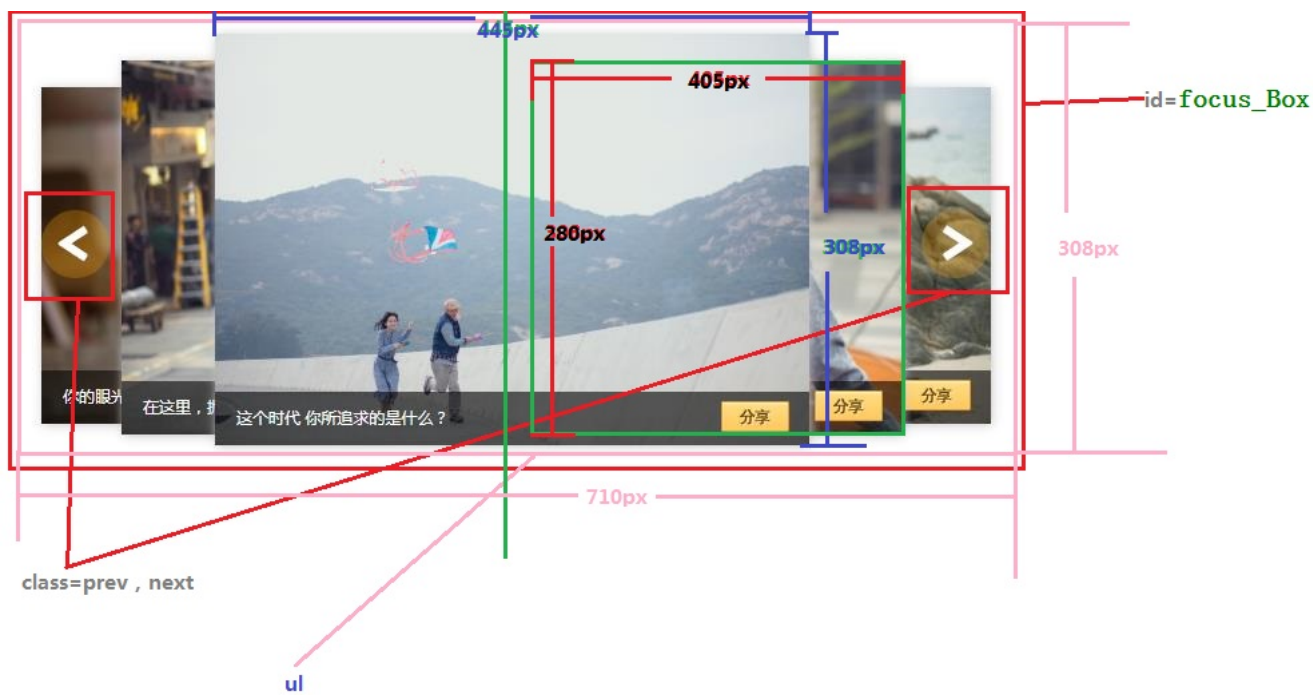 445px
405px
id=focus_Box
280px
308px
308px
你的眼光
在这里，
这个时代 你所追求的是什么？
分享
分享
分享
710px
class=prev , next
ul